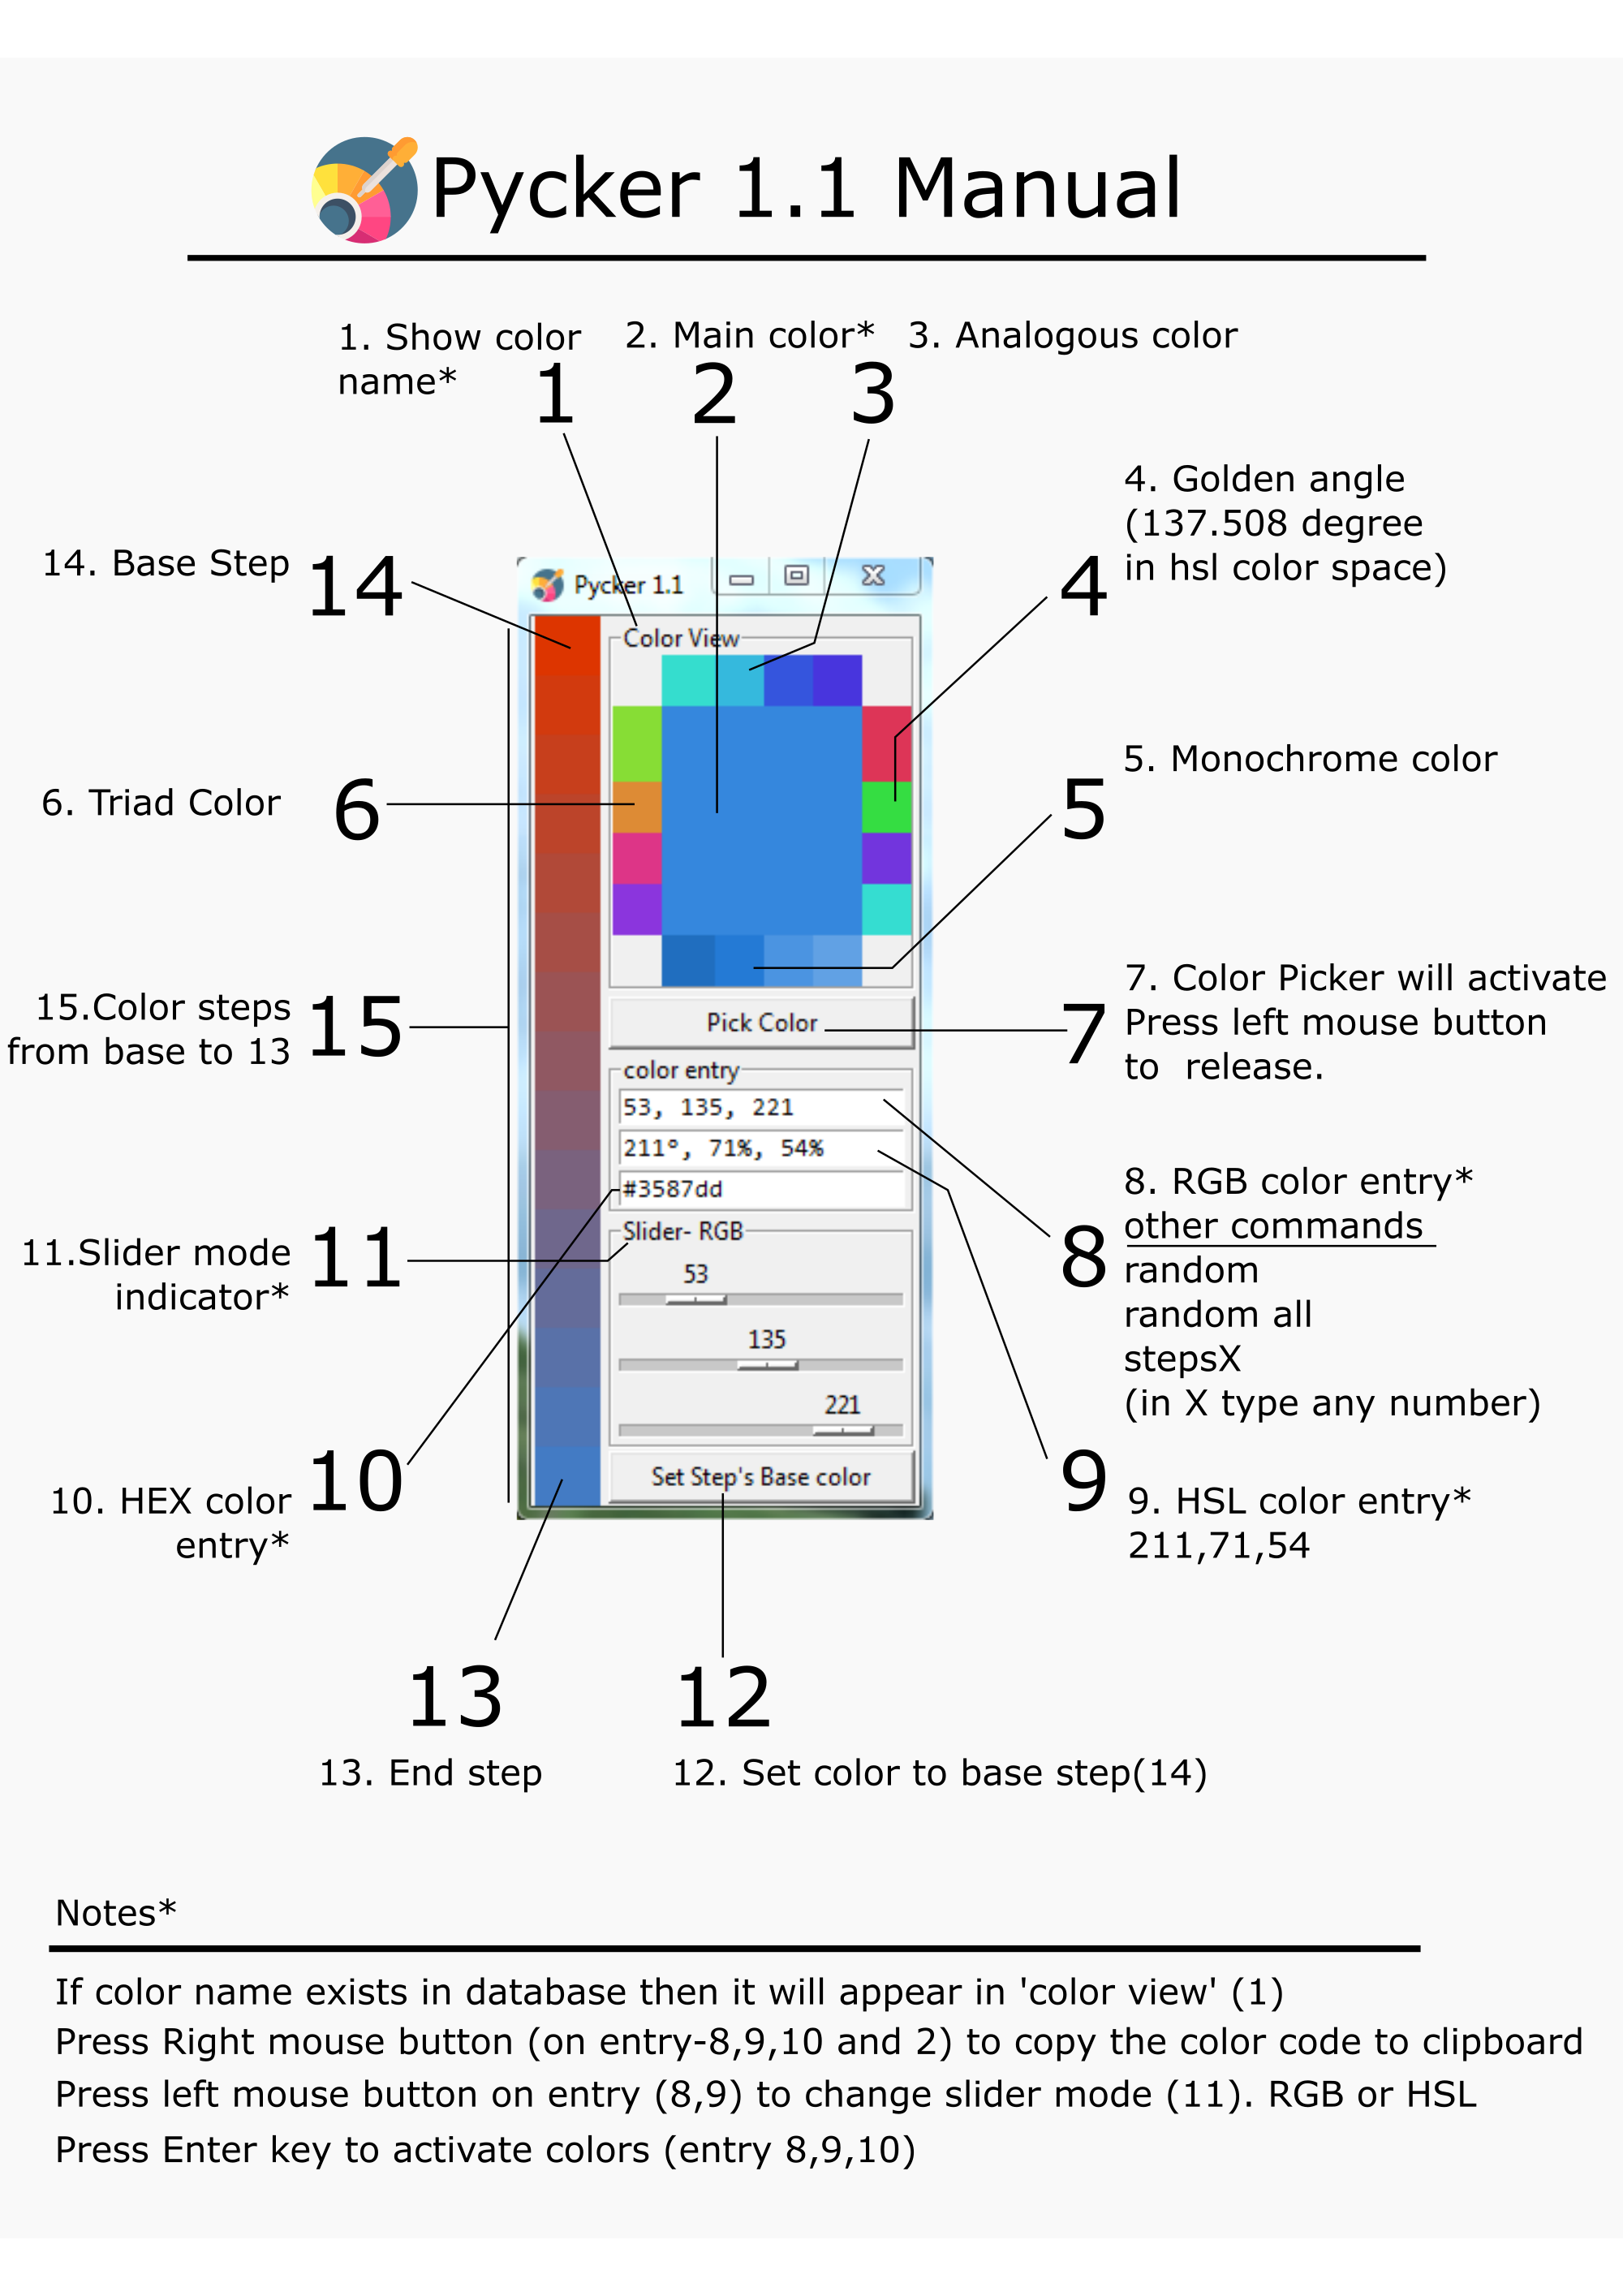 Pycker 1.1 Manual
1. Show color
name*
2. Main color*
3. Analogous color
1
2
3
4. Golden angle
(137.508 degree
in hsl color space)
4
14. Base Step
14
Pycker 1.1
Color View
5. Monochrome color
5
6. Triad Color
6
7. Color Picker will activate
Press left mouse button
to  release.
7
15.Color steps
from base to 13
15
Pick Color
color entry
53, 135, 221
211°, 71%, 54%
#3587dd
8. RGB color entry*
other commands
random
random all
stepsX
(in X type any number)
8
11.Slider mode
indicator*
11
Slider- RGB
53
135
221
Set Step's Base color
10. HEX color
entry*
10
9
9. HSL color entry*
211,71,54
13
12
13. End step
12. Set color to base step(14)
Notes*
If color name exists in database then it will appear in 'color view' (1)
Press Right mouse button (on entry-8,9,10 and 2) to copy the color code to clipboard
Press left mouse button on entry (8,9) to change slider mode (11). RGB or HSL
Press Enter key to activate colors (entry 8,9,10)